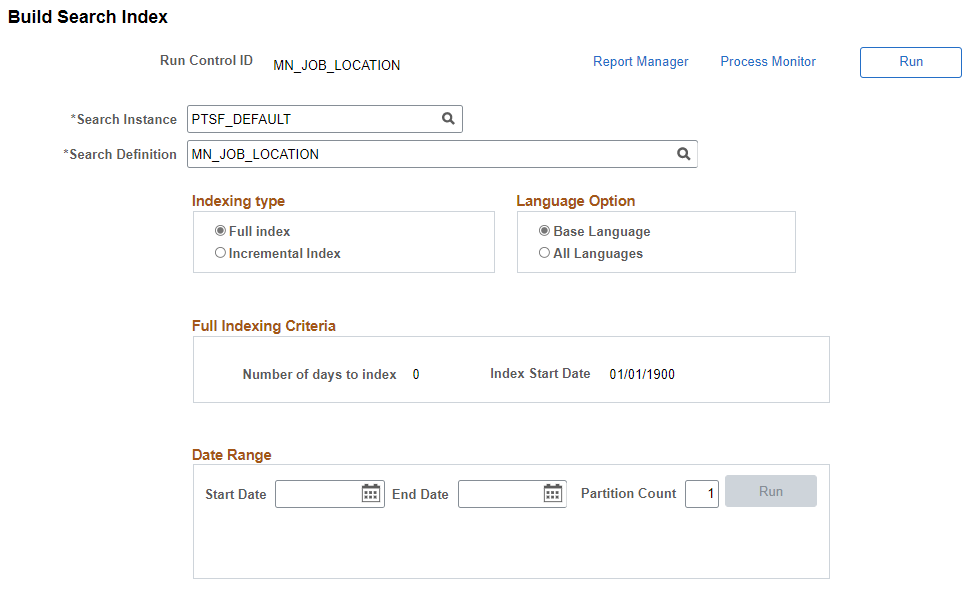 Build Search Index
Run Control ID MN_JOB_LOCATION Report Manager Process Monitor Run
*Search Instance PTSF_DEFAULT
*Search Definition MN_JOB_LOCATION
Indexing type Language Option
Full index Base Language
Incremental Index All Languages
Full Indexing Criteria
Number of days to index 0 Index Start Date 01/01/1900
Date Range
Start Date End Date Partition Count 1 Run